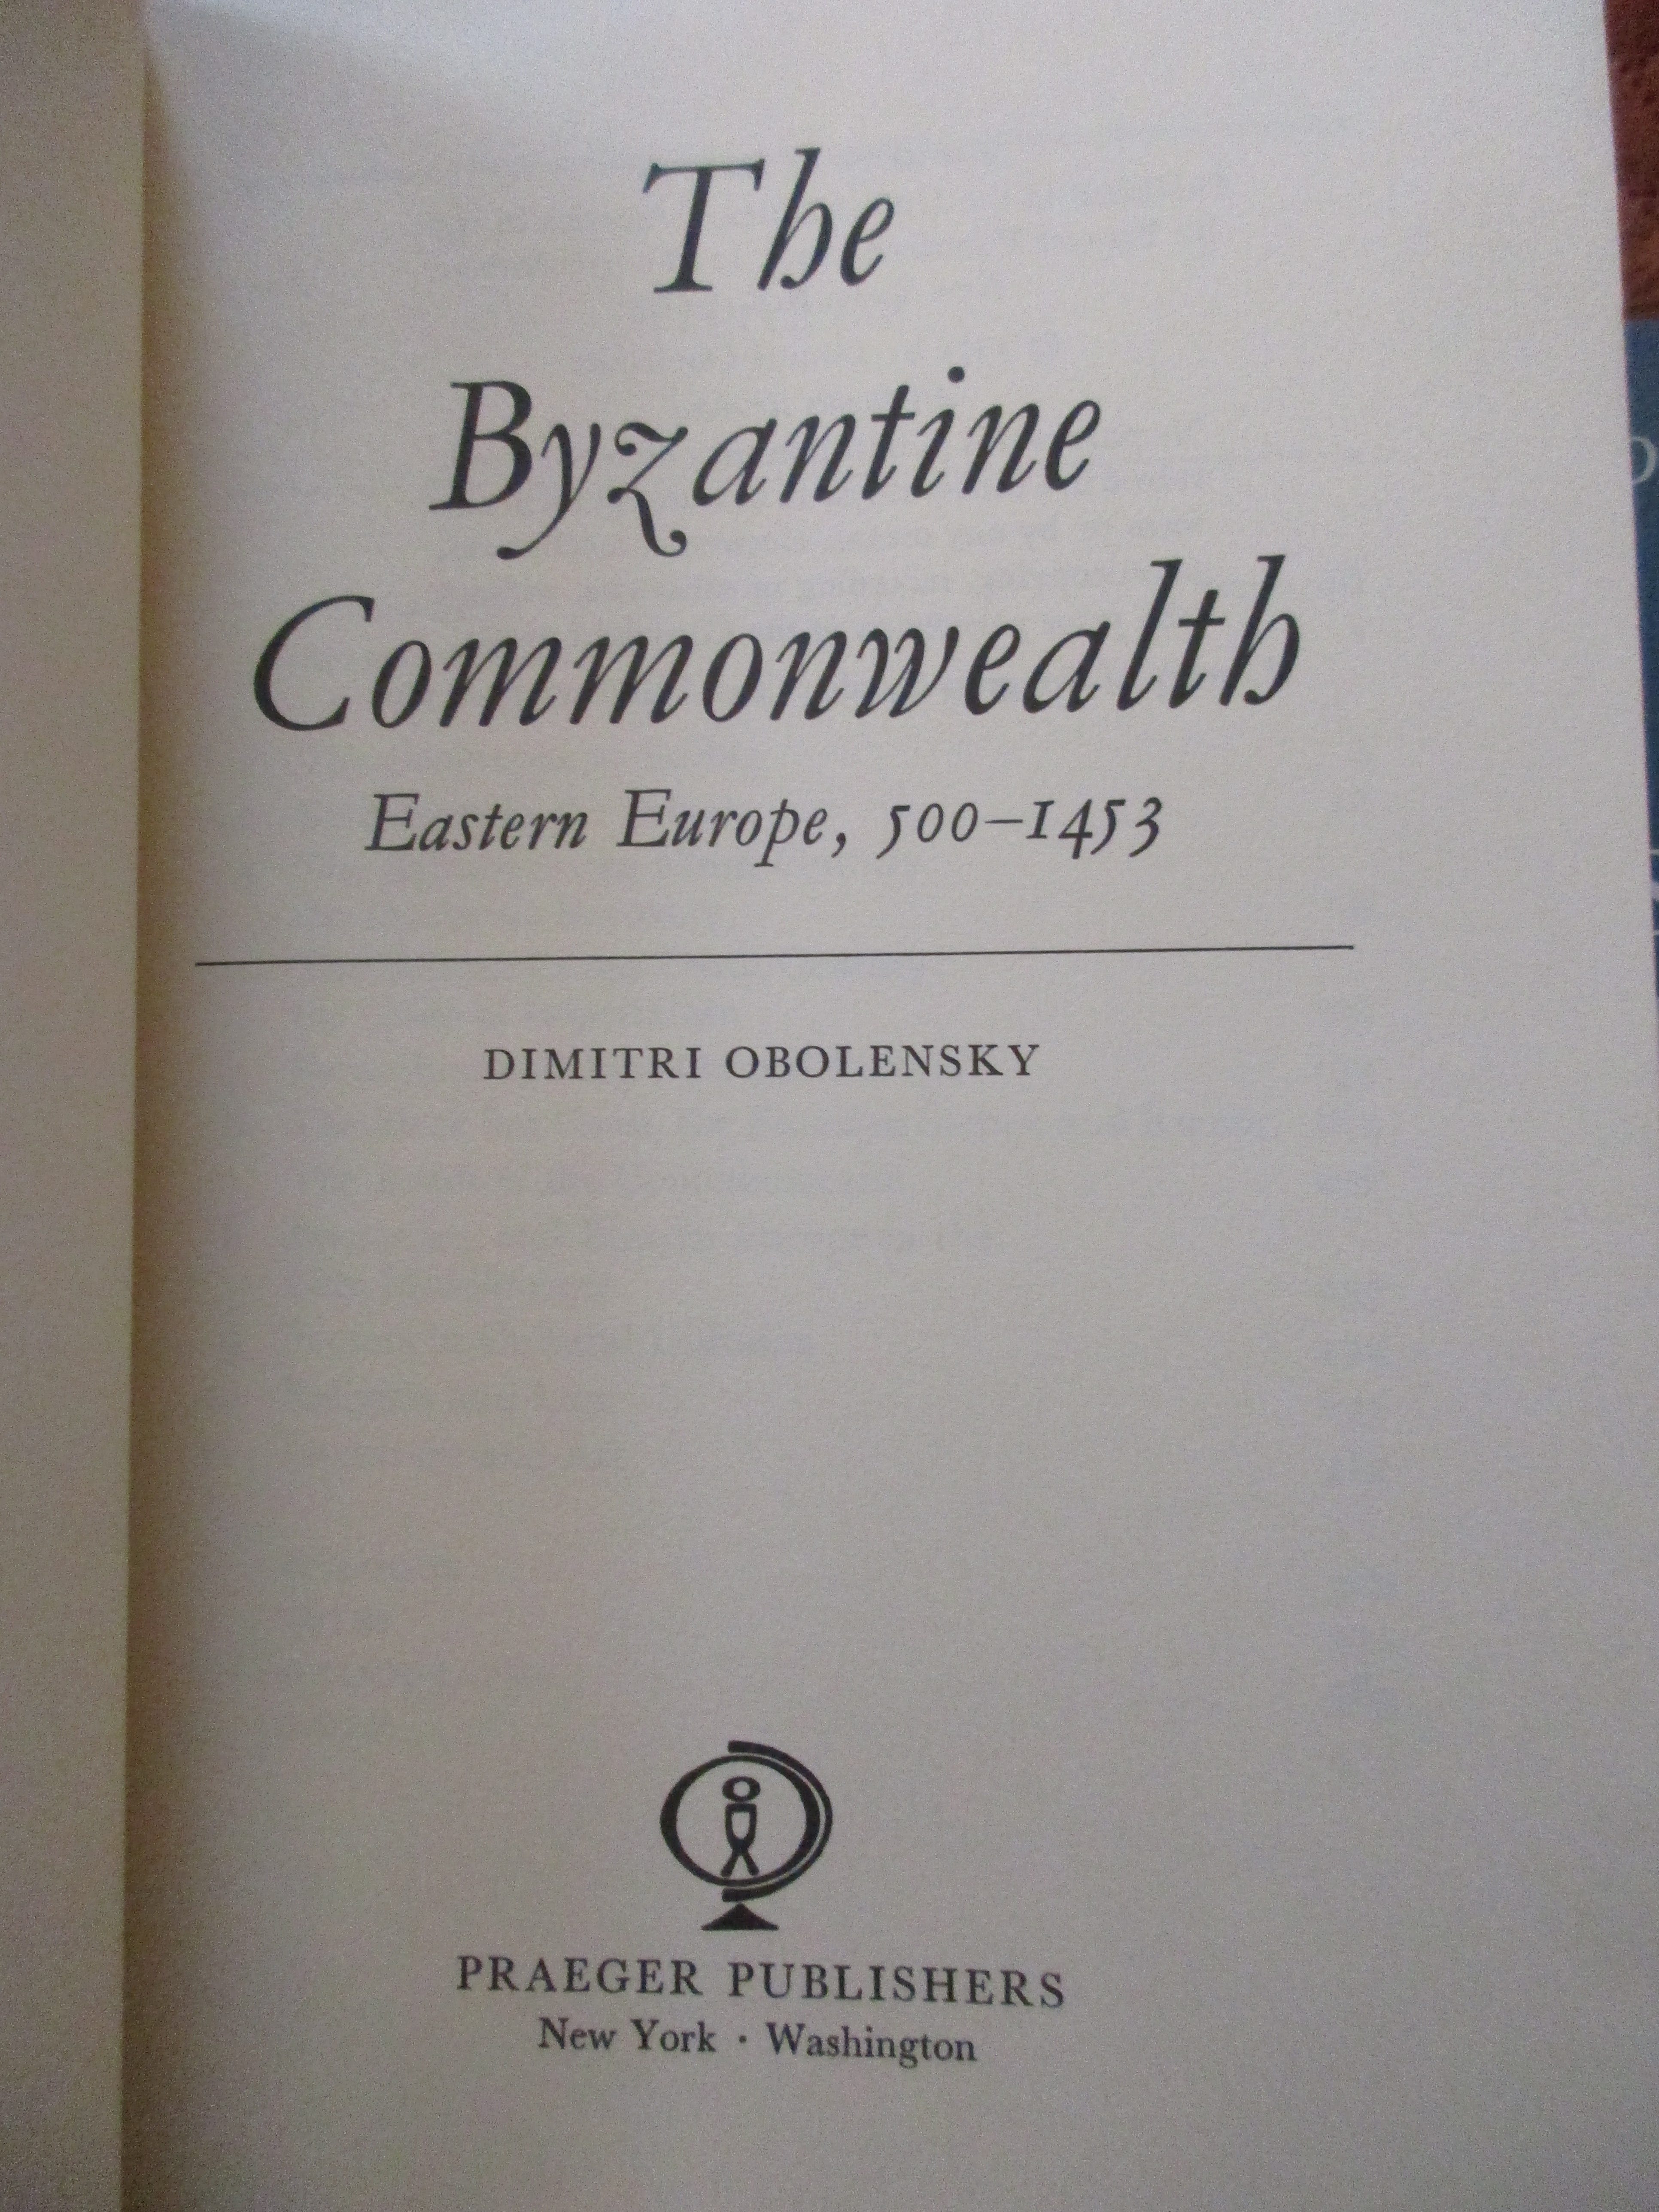 The
Byzantine
Commonwealth
Eastern Europe, 500–1453
DIMITRI OBOLENSKY
PRAEGER PUBLISHERS
New York · Washington